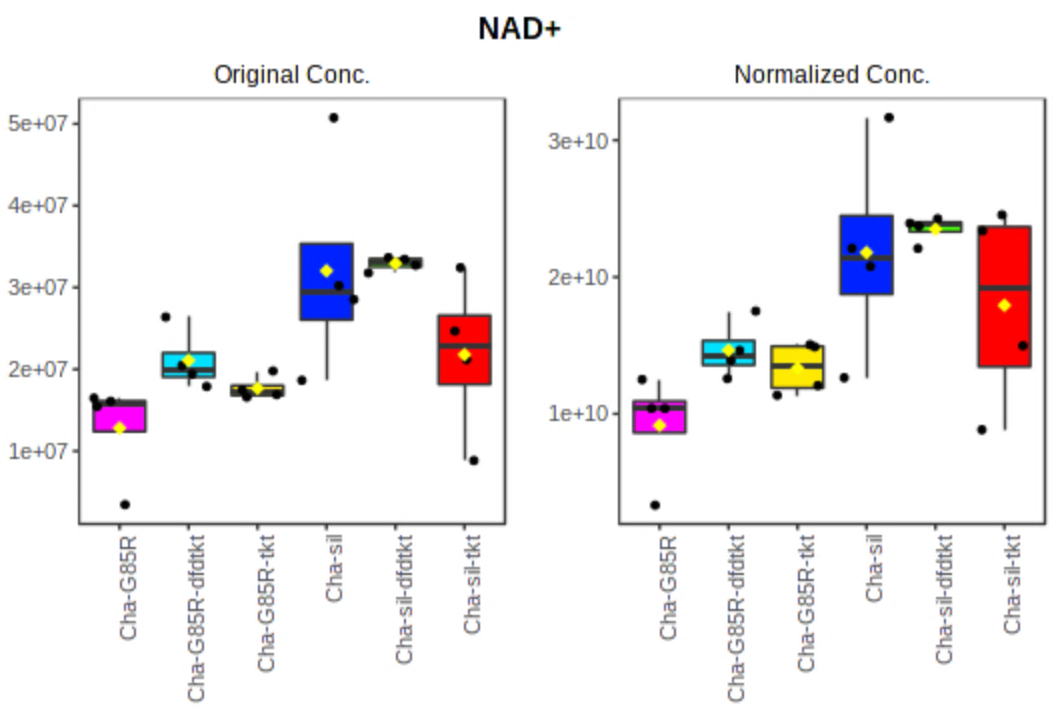 NAD+
Original Conc.
Normalized Conc.
5e+07
4e+07
3e+07
2e+07
1e+07
3e+10
2e+10
1e+10
Cha-G85R
Cha-G85R-dfdtkt
Cha-G85R-tkt
Cha-sil
Cha-sil-dfdtkt
Cha-sil-tkt
Cha-G85R
Cha-G85R-dfdtkt
Cha-G85R-tkt
Cha-sil
Cha-sil-dfdtkt
Cha-sil-tkt